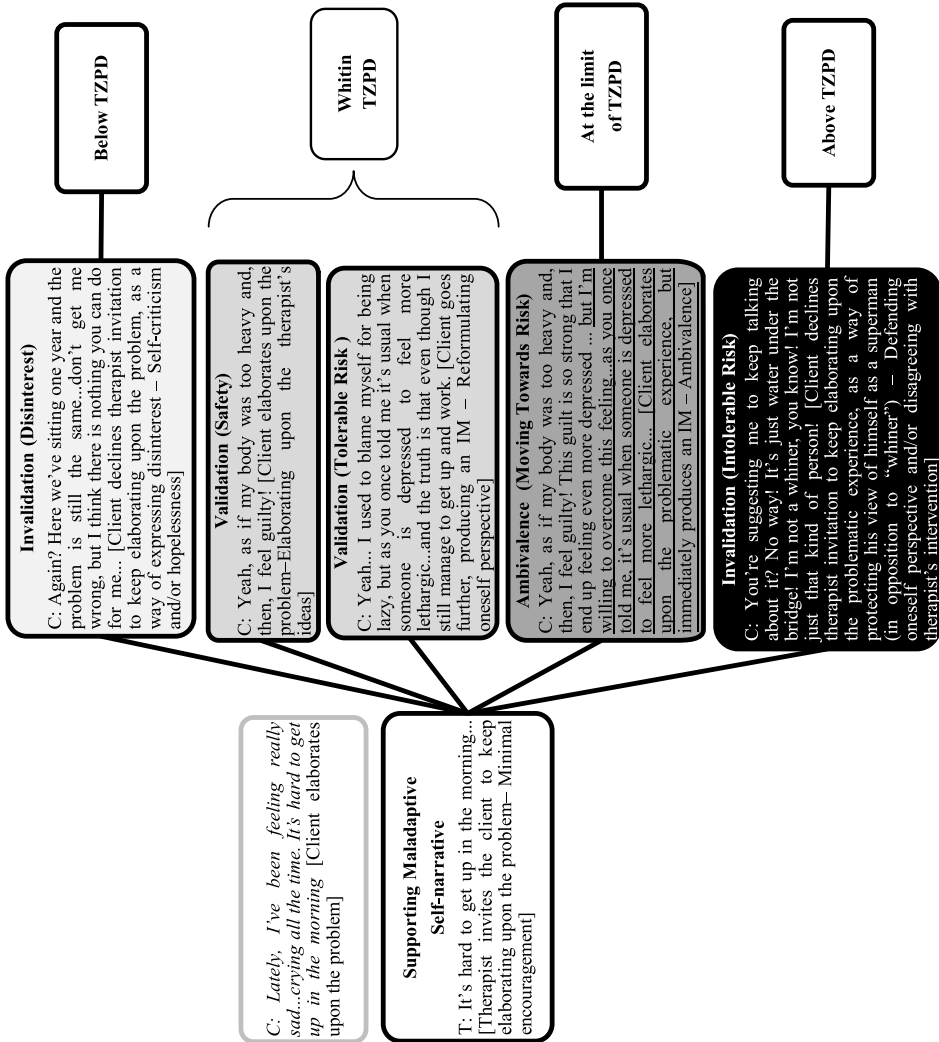 C: Lately, I've been feeling really
sad...crying all the time. It's hard to get
up in the morning [Client elaborates
upon the problem]
Supporting Maladaptive
Self-narrative
T: It's hard to get up in the morning...
[Therapist invites the client to keep
elaborating upon the problem– Minimal
encouragement]
Invalidation (Disinterest)
C: Again? Here we've sitting one year and the
problem is still the same...don't get me
wrong, but I think there is nothing you can do
for me... [Client declines therapist invitation
to keep elaborating upon the problem, as a
way of expressing disinterest – Self-criticism
and/or hopelessness]
Below TZPD
Validation (Safety)
C: Yeah, as if my body was too heavy and,
then, I feel guilty! [Client elaborates upon the
problem–Elaborating upon the therapist's
ideas]
Validation (Tolerable Risk )
C: Yeah... I used to blame myself for being
lazy, but as you once told me it's usual when
someone is depressed to feel more
lethargic...and the truth is that even though I
still manage to get up and work. [Client goes
further, producing an IM – Reformulating
oneself perspective]
Whitin
TZPD
Ambivalence (Moving Towards Risk)
C: Yeah, as if my body was too heavy and,
then, I feel guilty! This guilt is so strong that I
end up feeling even more depressed ... but I'm
willing to overcome this feeling...as you once
told me, it's usual when someone is depressed
to feel more lethargic... [Client elaborates
upon the problematic experience, but
immediately produces an IM – Ambivalence]
At the limit
of TZPD
Invalidation (Intolerable Risk)
C: You're suggesting me to keep talking
about it? No way! It's just water under the
bridge! I'm not a whiner, you know! I'm not
just that kind of person! [Client declines
therapist invitation to keep elaborating upon
the problematic experience, as a way of
protecting his view of himself as a superman
(in opposition to “whiner”) – Defending
oneself perspective and/or disagreeing with
therapist's intervention]
Above TZPD